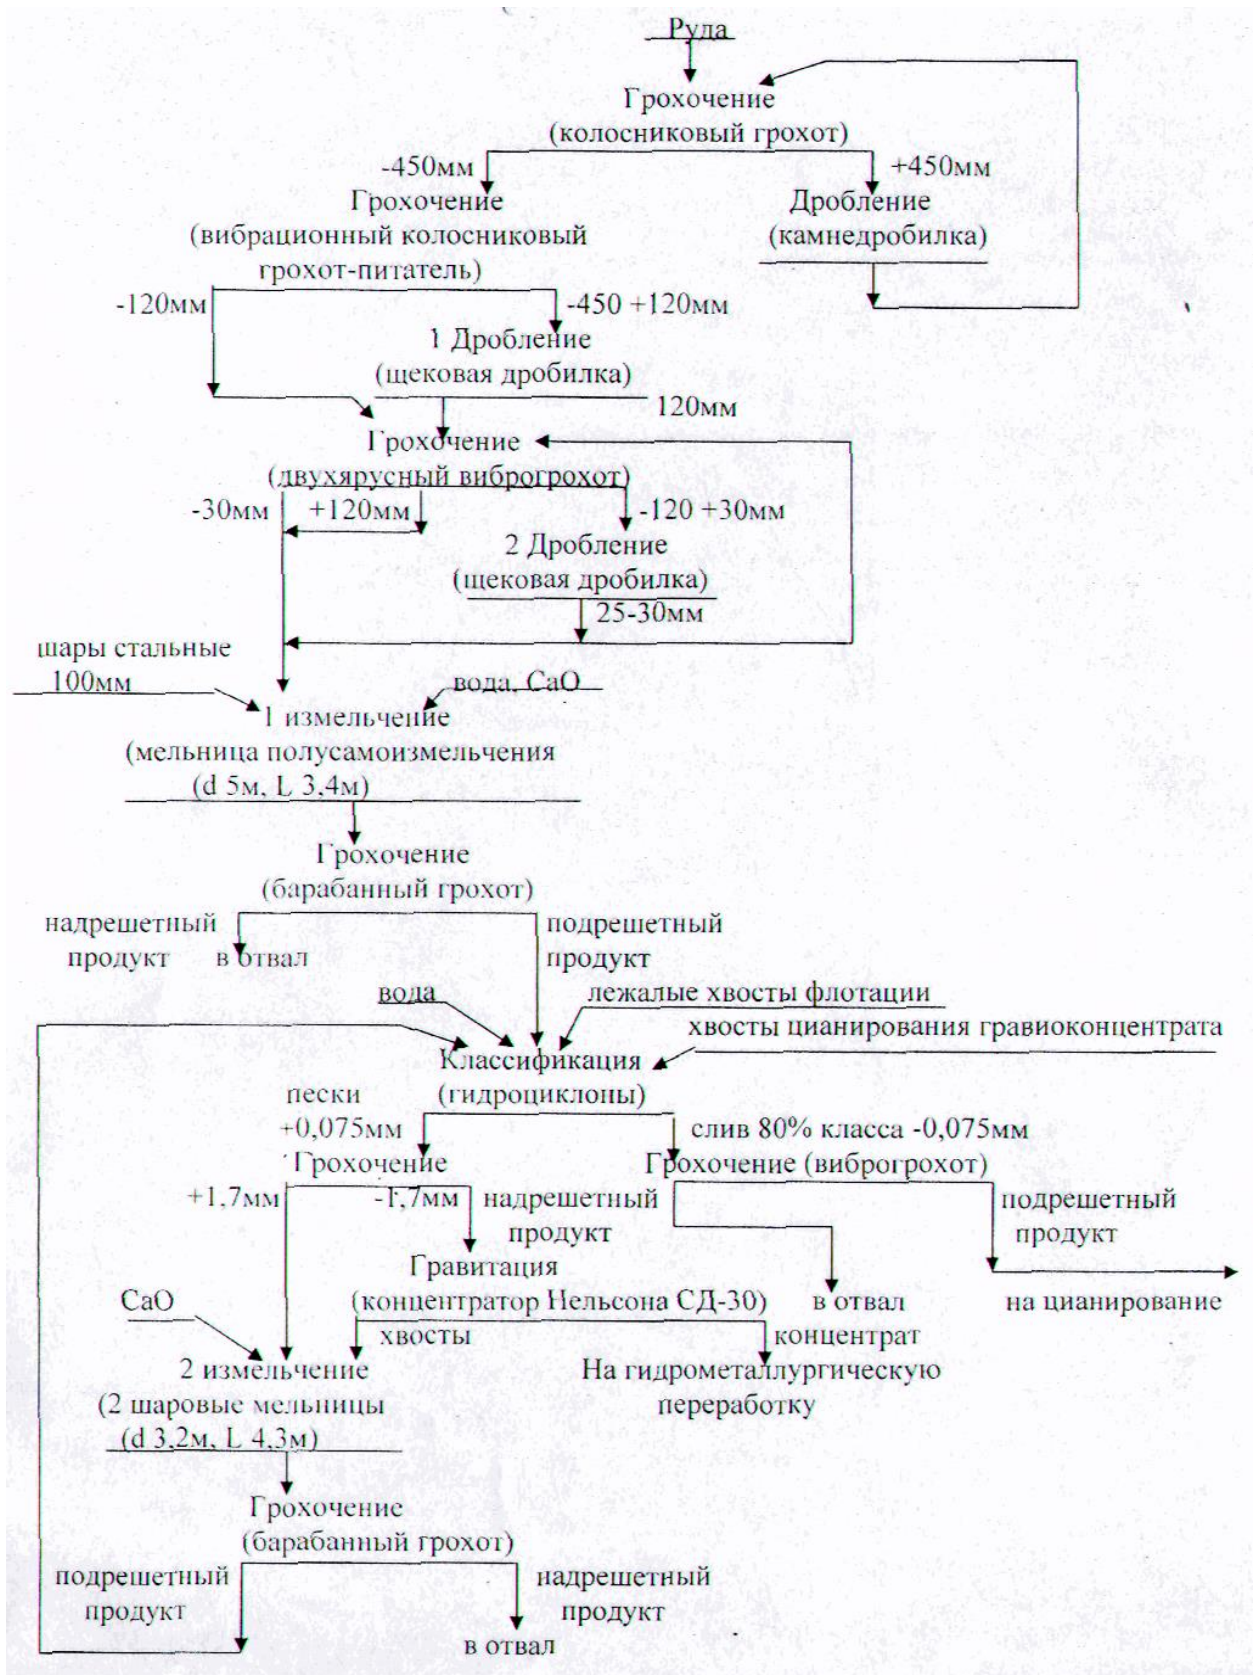 Руда
Грохочение
(колосниковый грохот)
-450мм
+450мм
Грохочение
(вибрационный колосниковый
грохот-питатель)
Дробление
(камнедробилка)
-120мм
-450 +120мм
1 Дробление
(щековая дробилка)
120мм
Грохочение
(двухярусный виброгрохот)
-30мм
+120мм
-120 +30мм
2 Дробление
(щековая дробилка)
25-30мм
шары стальные
100мм
вода, СаО
1 измельчение
(мельница полусамоизмельчения
(d 5м, L 3,4м)
Грохочение
(барабанный грохот)
надрешетный
продукт
в отвал
подрешетный
продукт
вода
лежалые хвосты флотации
хвосты цианирования гравиоконцентрата
Классификация
(гидроциклоны)
пески
+0,075мм
слив 80% класса -0,075мм
Грохочение
Грохочение (виброгрохот)
+1,7мм
-1,7мм
надрешетный
продукт
подрешетный
продукт
Гравитация
(концентратор Нельсона СД-30)
в отвал
на цианирование
СаО
хвосты
концентрат
2 измельчение
(2 шаровые мельницы
(d 3,2м, L 4,3м)
На гидрометаллургическую
переработку
Грохочение
(барабанный грохот)
подрешетный
продукт
надрешетный
продукт
в отвал